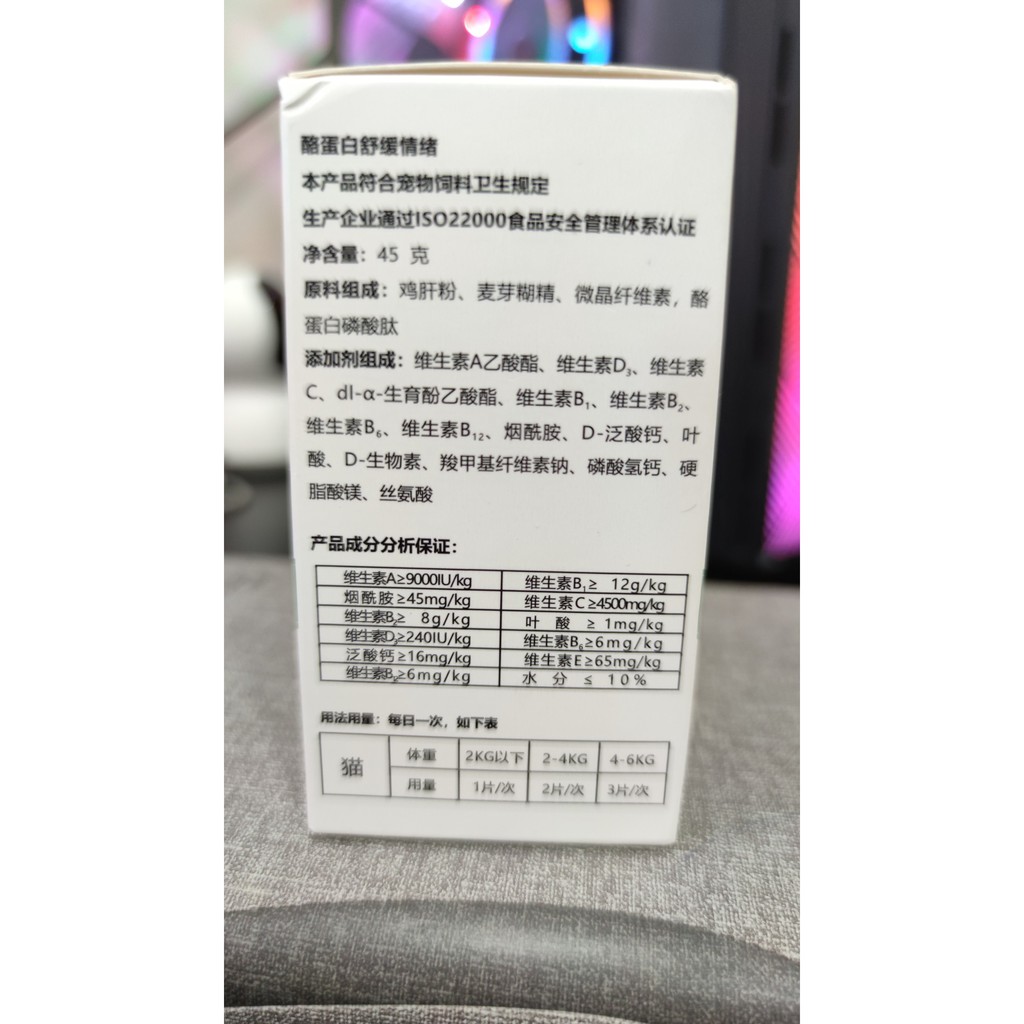 酪蛋白舒缓情绪
本产品符合宠物饲料卫生规定
生产企业通过ISO22000食品安全管理体系认证
净含量：45 克
原料组成：鸡肝粉、麦芽糊精、微晶纤维素，酪
蛋白磷酸肽
添加剂组成：维生素A乙酸酯、维生素D₃、维生素
C、dl-α-生育酚乙酸酯、维生素B₁、维生素B₂、
维生素B₆、维生素B₁₂、烟酰胺、D-泛酸钙、叶
酸、D-生物素、羧甲基纤维素钠、磷酸氢钙、硬
脂酸镁、丝氨酸
产品成分分析保证：
维生素A≥9000IU/kg 维生素B₁≥ 12g/kg
烟酰胺≥45mg/kg 维生素C≥4500mg/kg
维生素B₂≥ 8g/kg 叶 酸 ≥1mg/kg
维生素D₃≥240IU/kg 维生素B₆≥6mg/kg
泛酸钙≥16mg/kg 维生素E≥65mg/kg
≥6mg/kg 水 分 ≤ 10%
用法用量：每日一次，如下表
猫 体重 2KG以下 2-4KG 4-6KG
用量 1片/次 2片/次 3片/次